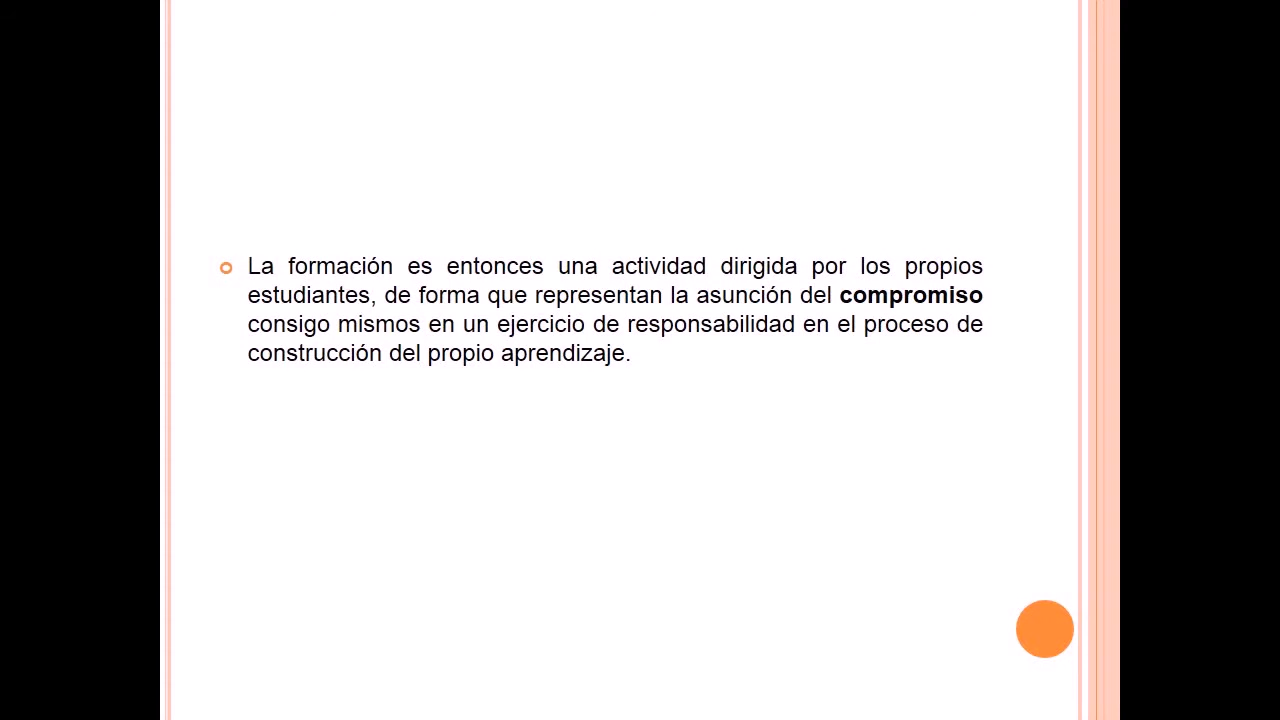 La formación es entonces una actividad dirigida por los propios
estudiantes, de forma que representan la asunción del compromiso
consigo mismos en un ejercicio de responsabilidad en el proceso de
construcción del propio aprendizaje.